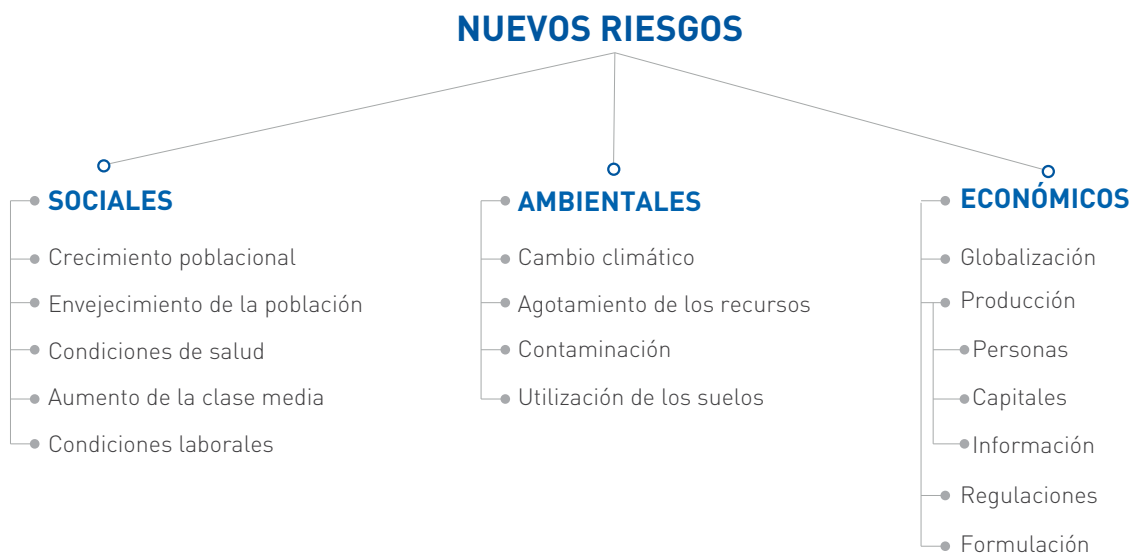 NUEVOS RIESGOS
SOCIALES
Crecimiento poblacional
Envejecimiento de la población
Condiciones de salud
Aumento de la clase media
Condiciones laborales
AMBIENTALES
Cambio climático
Agotamiento de los recursos
Contaminación
Utilización de los suelos
ECONÓMICOS
Globalización
Producción
Personas
Capitales
Información
Regulaciones
Formulación